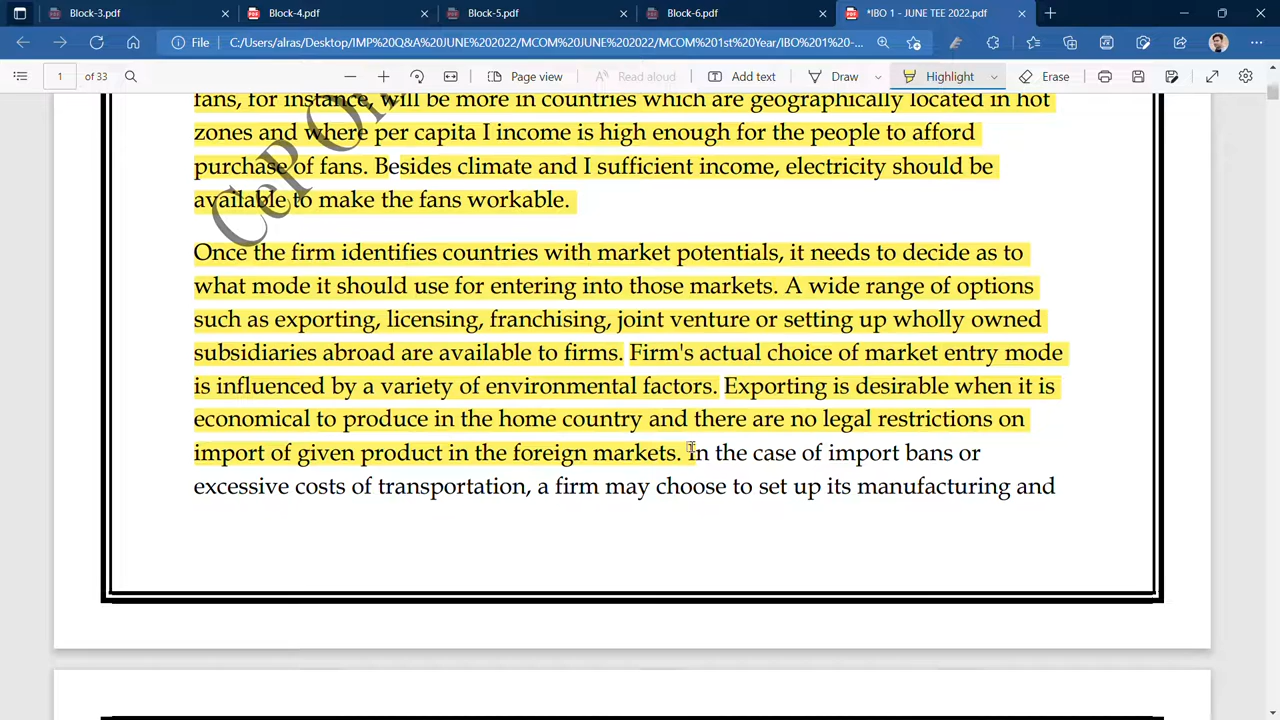 Block-3.pdf
Block-4.pdf
Block-5.pdf
Block-6.pdf
*IBO 1 - JUNE TEE 2022.pdf
File
C:/Users/alras/Desktop/IMP%20Q&A%20JUNE%202022/MCOM%20JUNE%202022/MCOM%201st%20Year/IBO%201%20-...
1
of 33
Page view
Read aloud
Add text
Draw
Highlight
Erase
fans, for instance, will be more in countries which are geographically located in hot
zones and where per capita I income is high enough for the people to afford
purchase of fans. Besides climate and I sufficient income, electricity should be
available to make the fans workable.
Once the firm identifies countries with market potentials, it needs to decide as to
what mode it should use for entering into those markets. A wide range of options
such as exporting, licensing, franchising, joint venture or setting up wholly owned
subsidiaries abroad are available to firms. Firm's actual choice of market entry mode
is influenced by a variety of environmental factors. Exporting is desirable when it is
economical to produce in the home country and there are no legal restrictions on
import of given product in the foreign markets. In the case of import bans or
excessive costs of transportation, a firm may choose to set up its manufacturing and
CeP